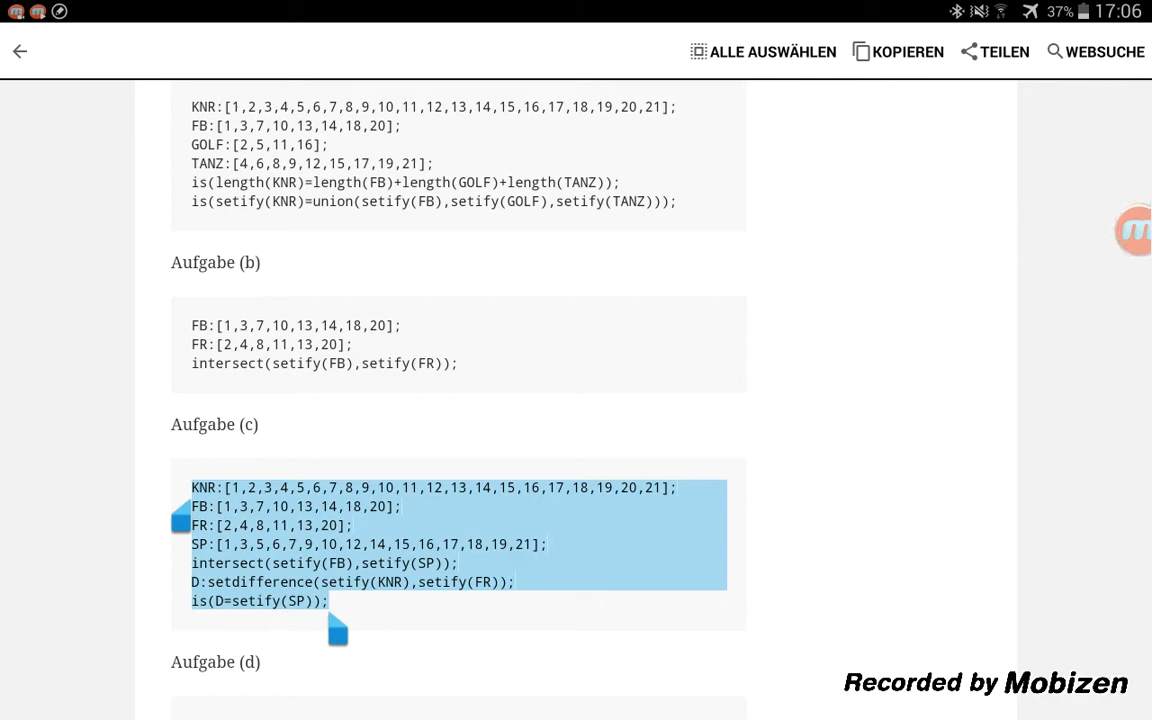 37% 17:06
ALLE AUSWÄHLEN KOPIEREN TEILEN WEBSUCHE
KNR:[1,2,3,4,5,6,7,8,9,10,11,12,13,14,15,16,17,18,19,20,21];
FB:[1,3,7,10,13,14,18,20];
GOLF:[2,5,11,16];
TANZ:[4,6,8,9,12,15,17,19,21];
is(length(KNR)=length(FB)+length(GOLF)+length(TANZ));
is(setify(KNR)=union(setify(FB),setify(GOLF),setify(TANZ)));
Aufgabe (b)
FB:[1,3,7,10,13,14,18,20];
FR:[2,4,8,11,13,20];
intersect(setify(FB),setify(FR));
Aufgabe (c)
KNR:[1,2,3,4,5,6,7,8,9,10,11,12,13,14,15,16,17,18,19,20,21];
FB:[1,3,7,10,13,14,18,20];
FR:[2,4,8,11,13,20];
SP:[1,3,5,6,7,9,10,12,14,15,16,17,18,19,21];
intersect(setify(FB),setify(SP));
D:setdifference(setify(KNR),setify(FR));
is(D=setify(SP));
Aufgabe (d)
Recorded by Mobizen